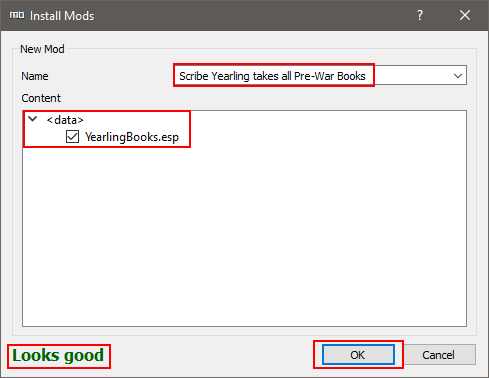 Install Mods
New Mod
Name
Scribe Yearling takes all Pre-War Books
Content
<data>
YearlingBooks.esp
Looks good
OK
Cancel